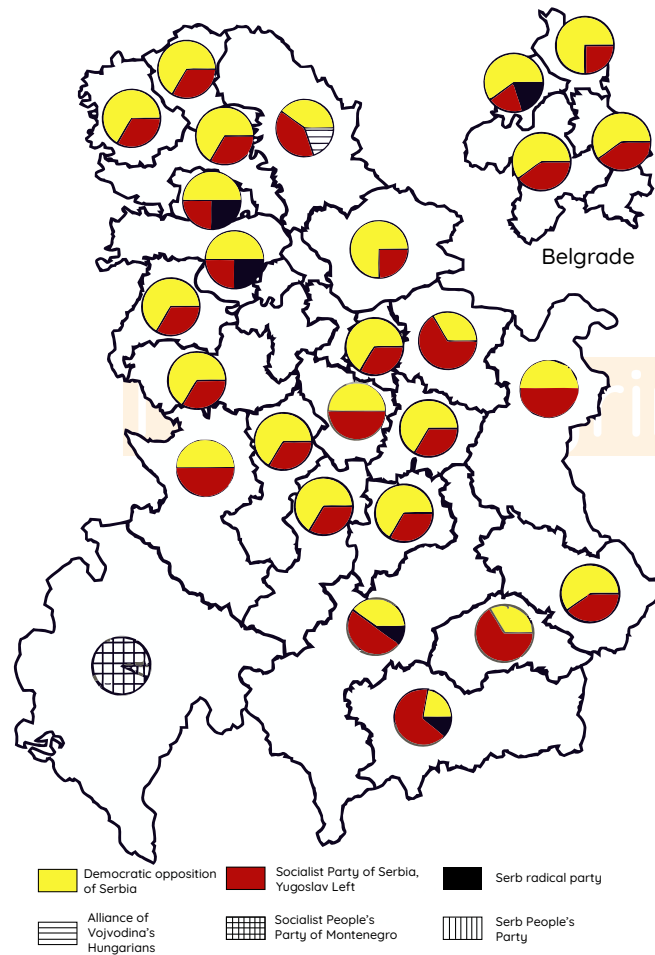 Belgrade
Democratic opposition
of Serbia
Socialist Party of Serbia,
Yugoslav Left
Serb radical party
Alliance of
Vojvodina's
Hungarians
Socialist People's
Party of Montenegro
Serb People's
Party